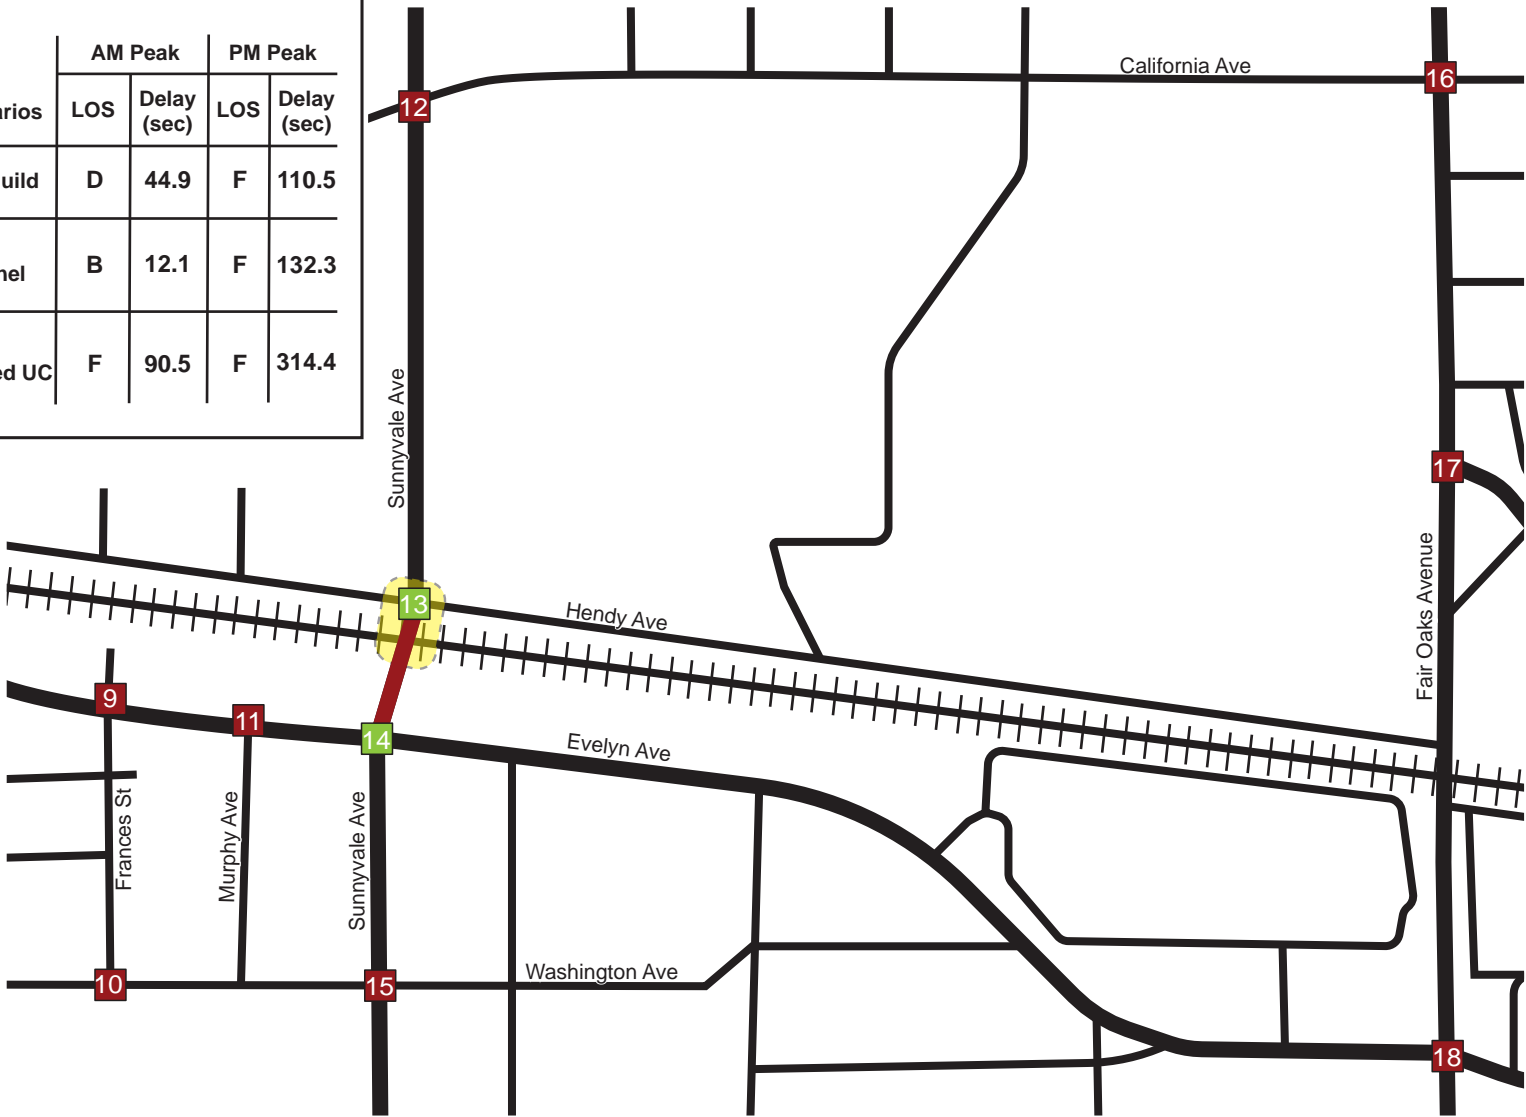 AM Peak PM Peak
LOS Delay (sec) LOS Delay (sec)
D 44.9 F 110.5
B 12.1 F 132.3
ed UC F 90.5 F 314.4
California Ave
12
16
Sunnyvale Ave
17
Fair Oaks Avenue
13
Hendy Ave
9
11
14
Evelyn Ave
Frances St
Murphy Ave
Sunnyvale Ave
Washington Ave
10
15
18